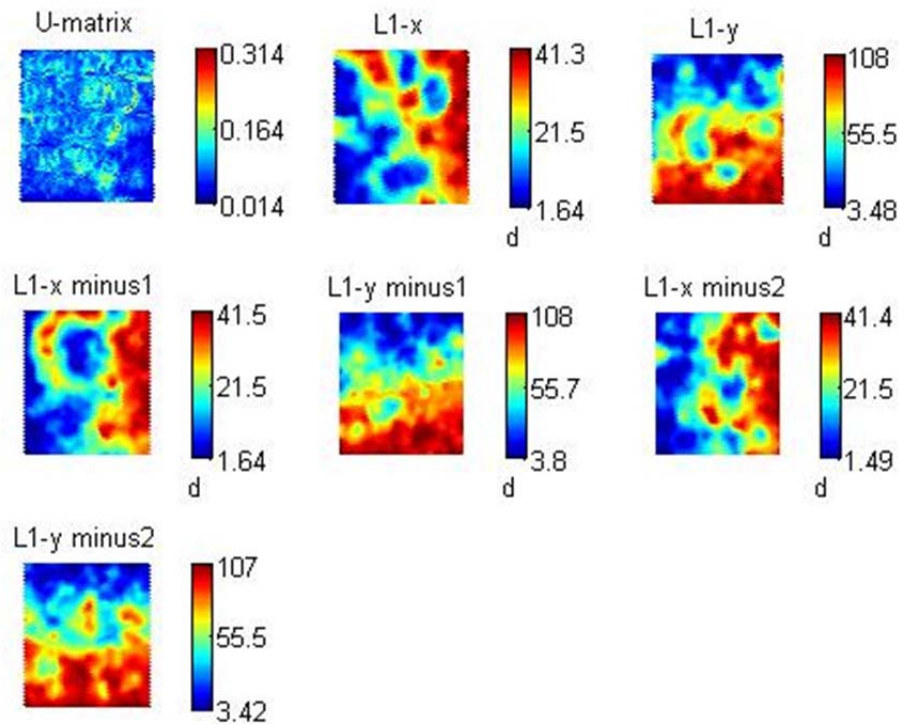 U-matrix
0.314
0.164
0.014
L1-x
41.3
21.5
1.64
d
L1-y
108
55.5
3.48
d
L1-x minus1
41.5
21.5
1.64
d
L1-y minus1
108
55.7
3.8
d
L1-x minus2
41.4
21.5
1.49
d
L1-y minus2
107
55.5
3.42